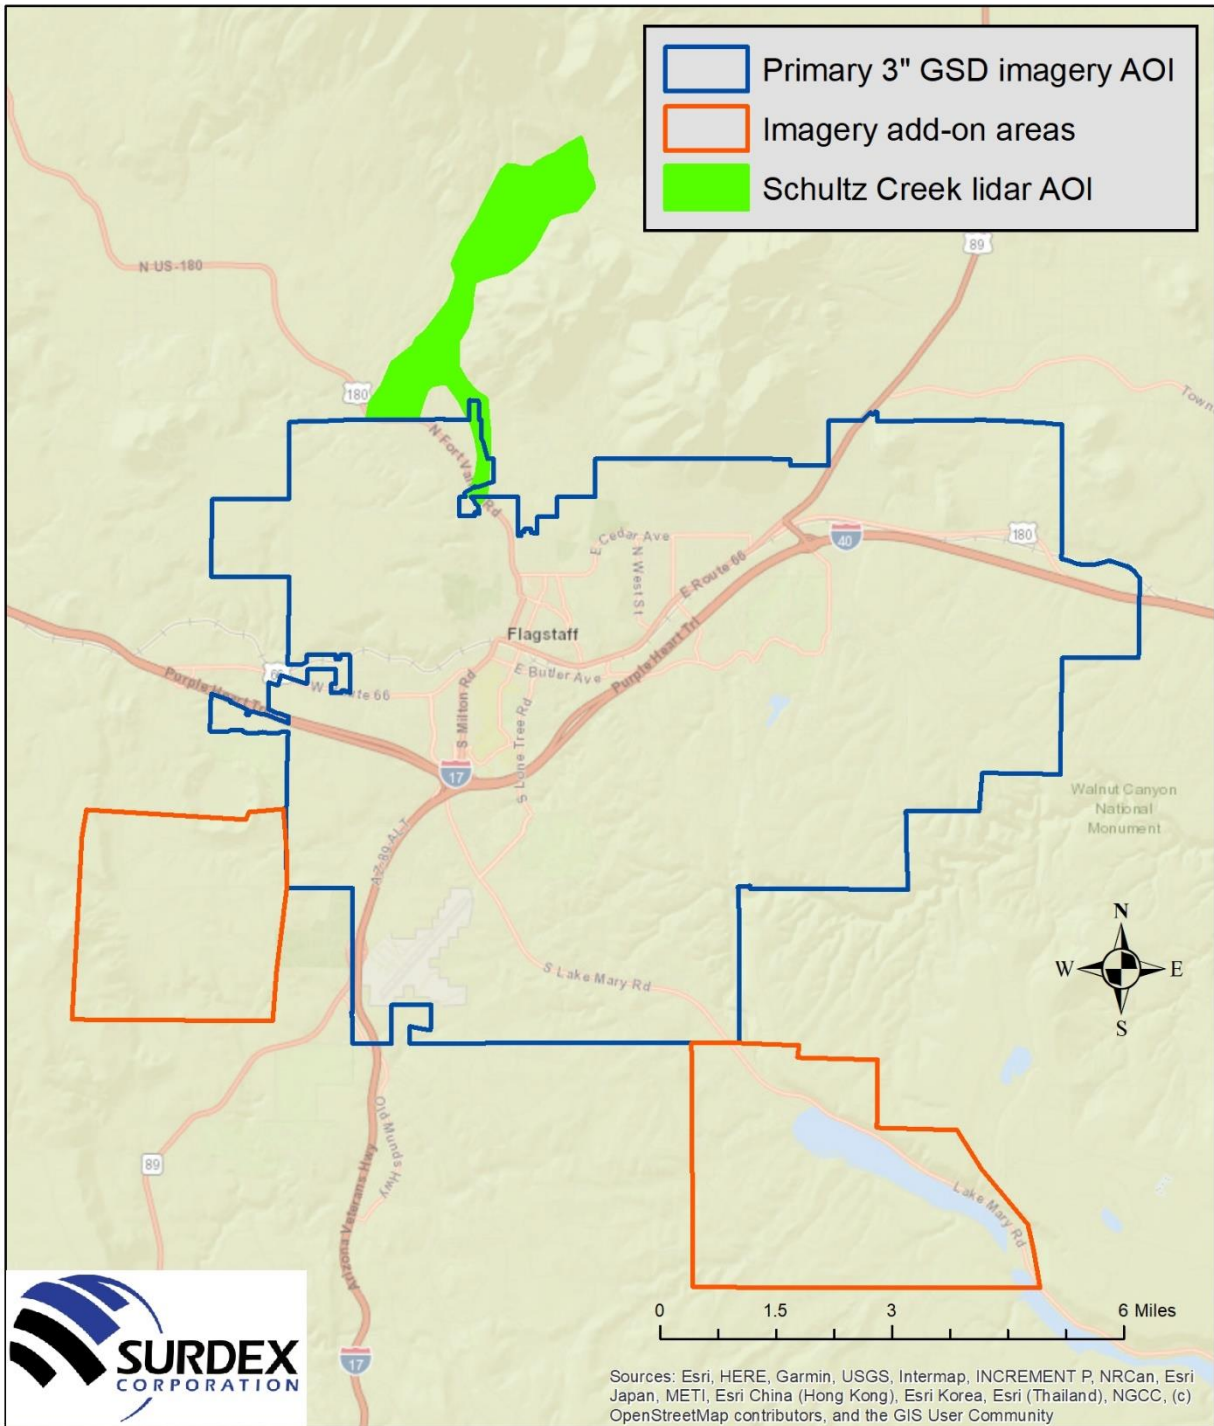 Primary 3" GSD imagery AOI
Imagery add-on areas
Schultz Creek lidar AOI
89
N US-180
180
N Fort Valley Rd
E Cedar Ave
N West St
E Route 66
40
180
Flagstaff
E Butler Ave
Purple Heart Trl
Purple Heart Trl
W Route 66
S Milton Rd
S Lone Tree Rd
17
AZ-89 ALT
Walnut Canyon
National
Monument
N
W E
S
S Lake Mary Rd
Old Munds Hwy
89
Arizona Veterans Hwy
Lake Mary Rd
17
0 1.5 3 6 Miles
SURDEX
CORPORATION
Sources: Esri, HERE, Garmin, USGS, Intermap, INCREMENT P, NRCan, Esri
Japan, METI, Esri China (Hong Kong), Esri Korea, Esri (Thailand), NGCC, (c)
OpenStreetMap contributors, and the GIS User Community